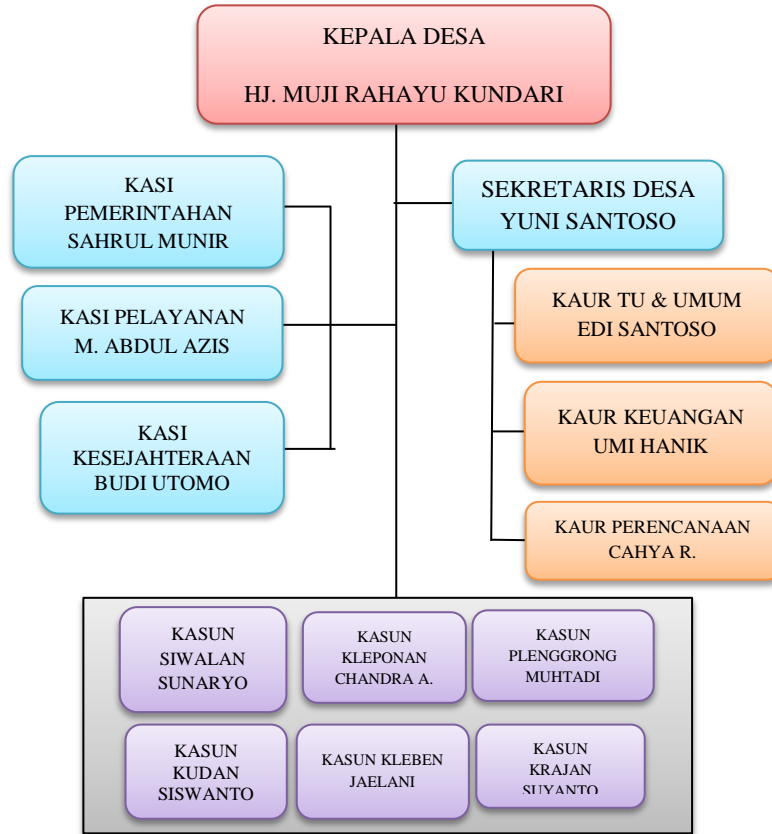 KEPALA DESA
HJ. MUJI RAHAYU KUNDARI
KASI
PEMERINTAHAN
SAHRUL MUNIR
SEKRETARIS DESA
YUNI SANTOSO
KASI PELAYANAN
M. ABDUL AZIS
KAUR TU & UMUM
EDI SANTOSO
KASI
KESEJAHTERAAN
BUDI UTOMO
KAUR KEUANGAN
UMI HANIK
KAUR PERENCANAAN
CAHYA R.
KASUN
SIWALAN
SUNARYO
KASUN
KLEPONAN
CHANDRA A.
KASUN
PLENGGRONG
MUHTADI
KASUN
KUDAN
SISWANTO
KASUN KLEBEN
JAELANI
KASUN
KRAJAN
SUYANTO